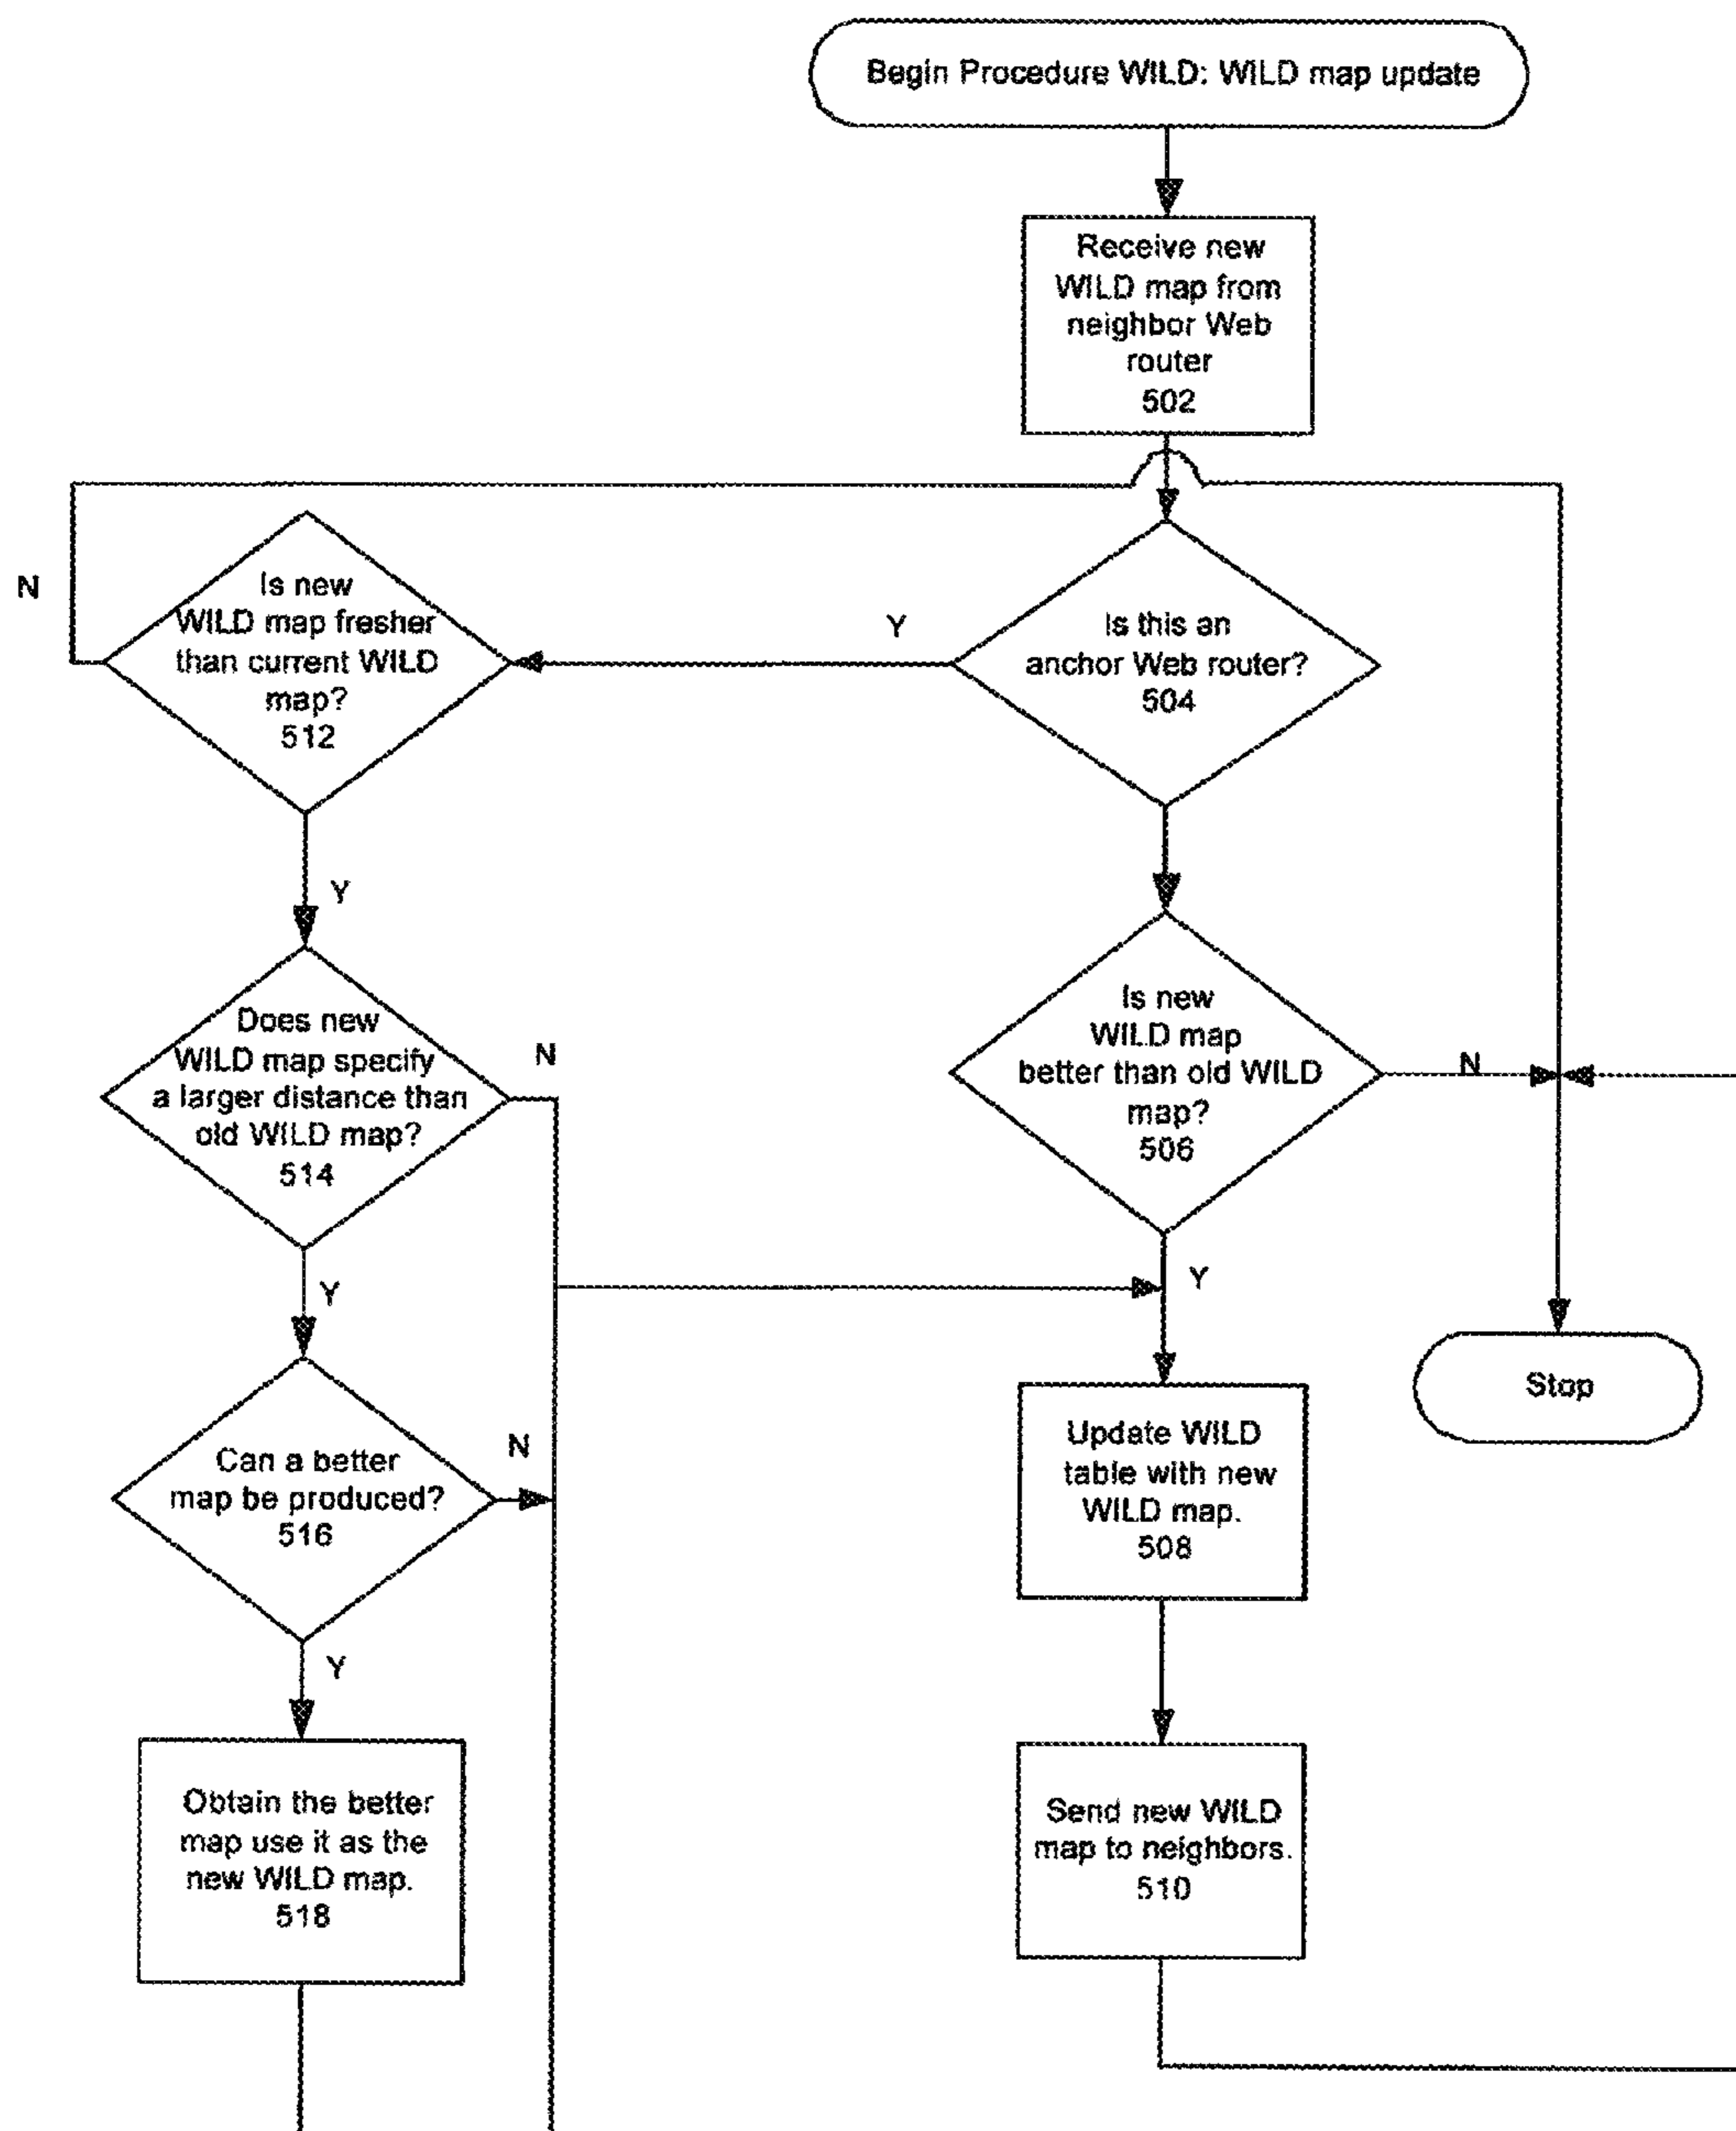 Begin Procedure WILD: WILD map update
Receive new
WILD map from
neighbor Web
router
502
N
Is new
WILD map fresher
than current WILD
map?
512
Y
Is this an
anchor Web router?
504
Y
Does new
WILD map specify
a larger distance than
old WILD map?
514
N
Is new
WILD map
better than old WILD
map?
506
N
Y
Y
Stop
Can a better
map be produced?
516
N
Update WILD
table with new
WILD map.
508
Y
Obtain the better
map use it as the
new WILD map.
518
Send new WILD
map to neighbors.
510